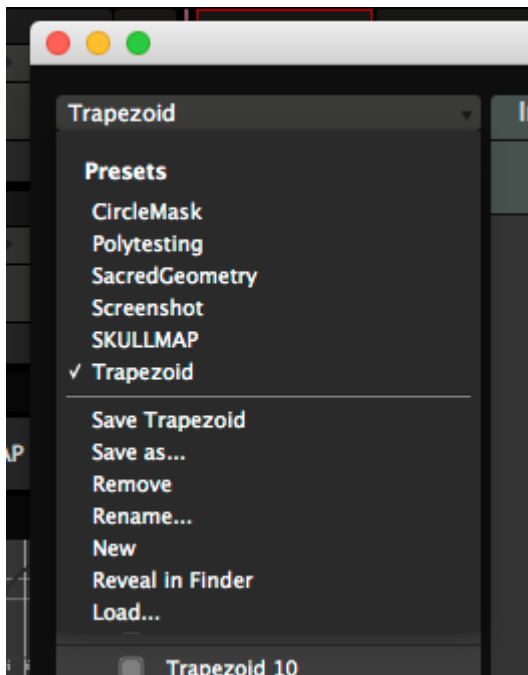 Trapezoid
Presets
CircleMask
Polytesting
SacredGeometry
Screenshot
SKULLMAP
✓ Trapezoid
Save Trapezoid
Save as...
Remove
Rename...
New
Reveal in Finder
Load...
Trapezoid 10